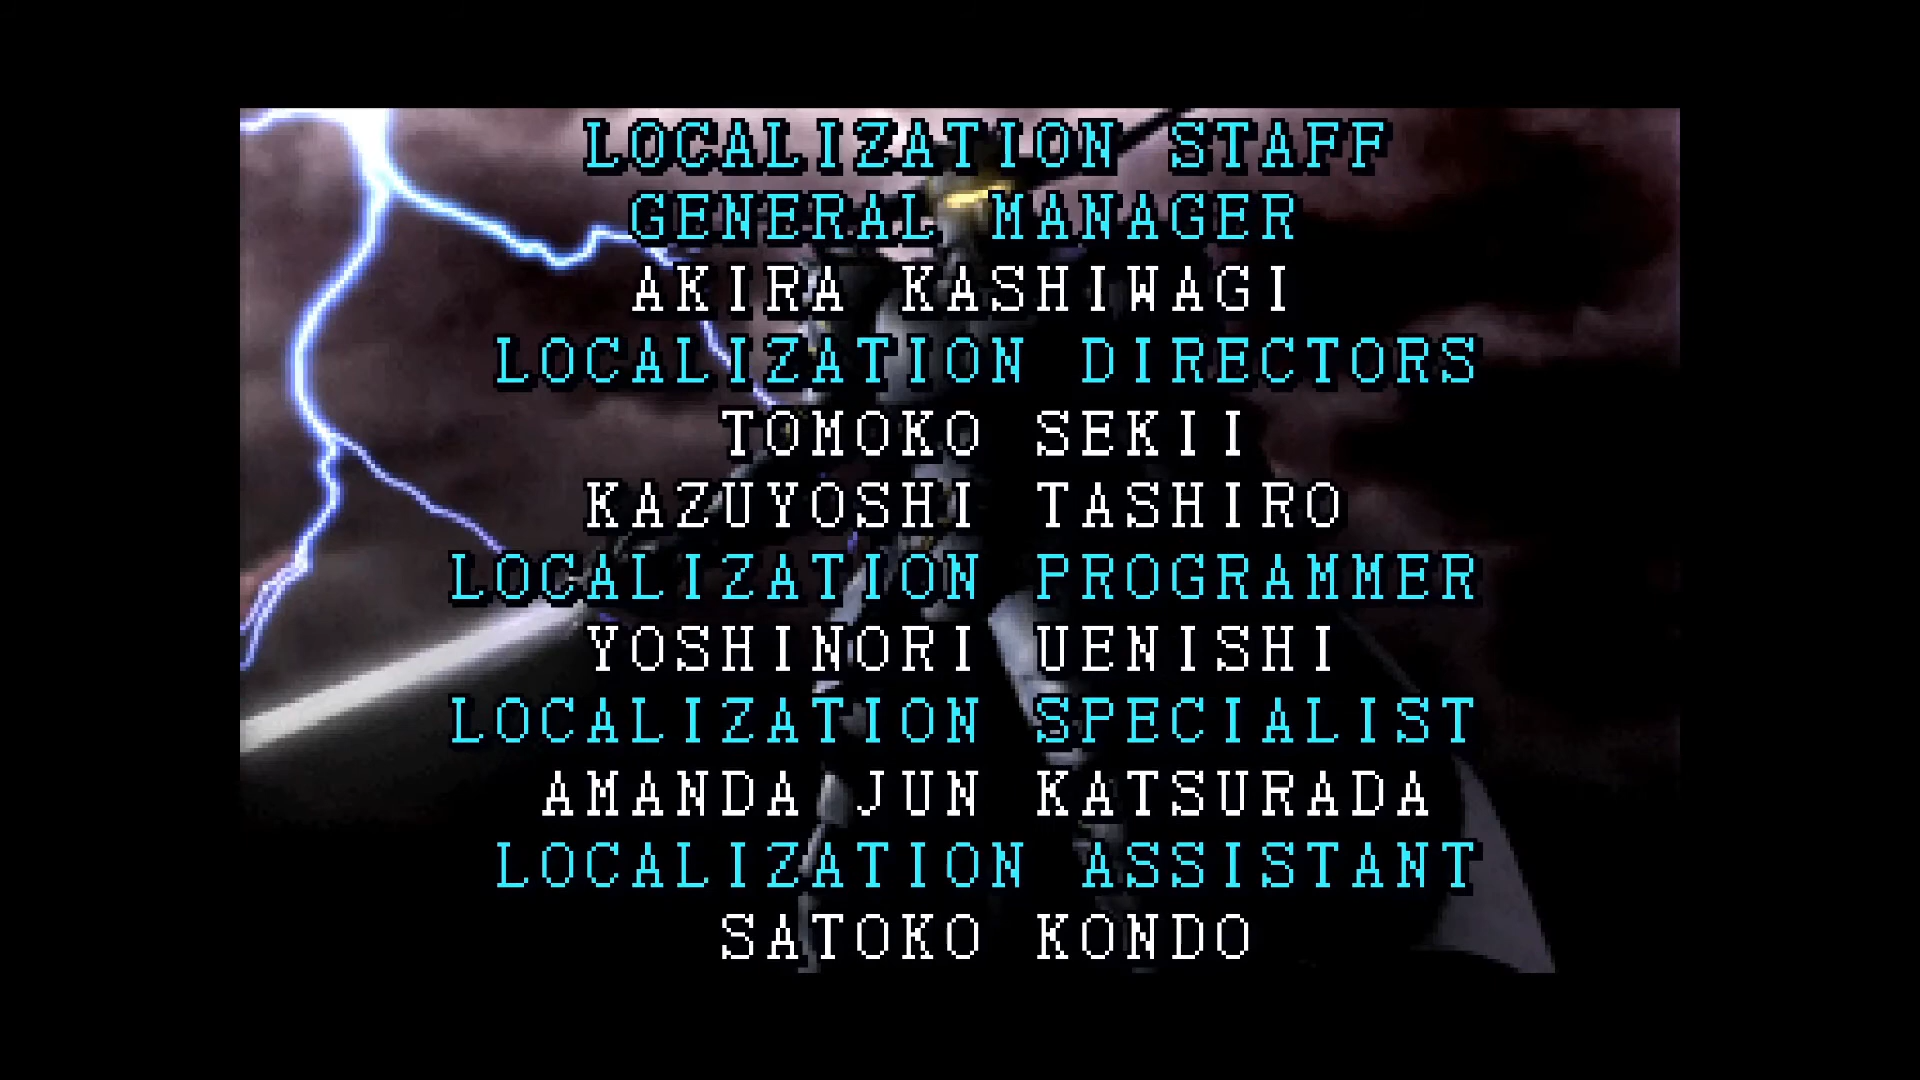 LOCALIZATION STAFF
GENERAL MANAGER
AKIRA KASHIWAGI
LOCALIZATION DIRECTORS
TOMOKO SEKII
KAZUYOSHI TASHIRO
LOCALIZATION PROGRAMMER
YOSHINORI UENISHI
LOCALIZATION SPECIALIST
AMANDA JUN KATSURADA
LOCALIZATION ASSISTANT
SATOKO KONDO